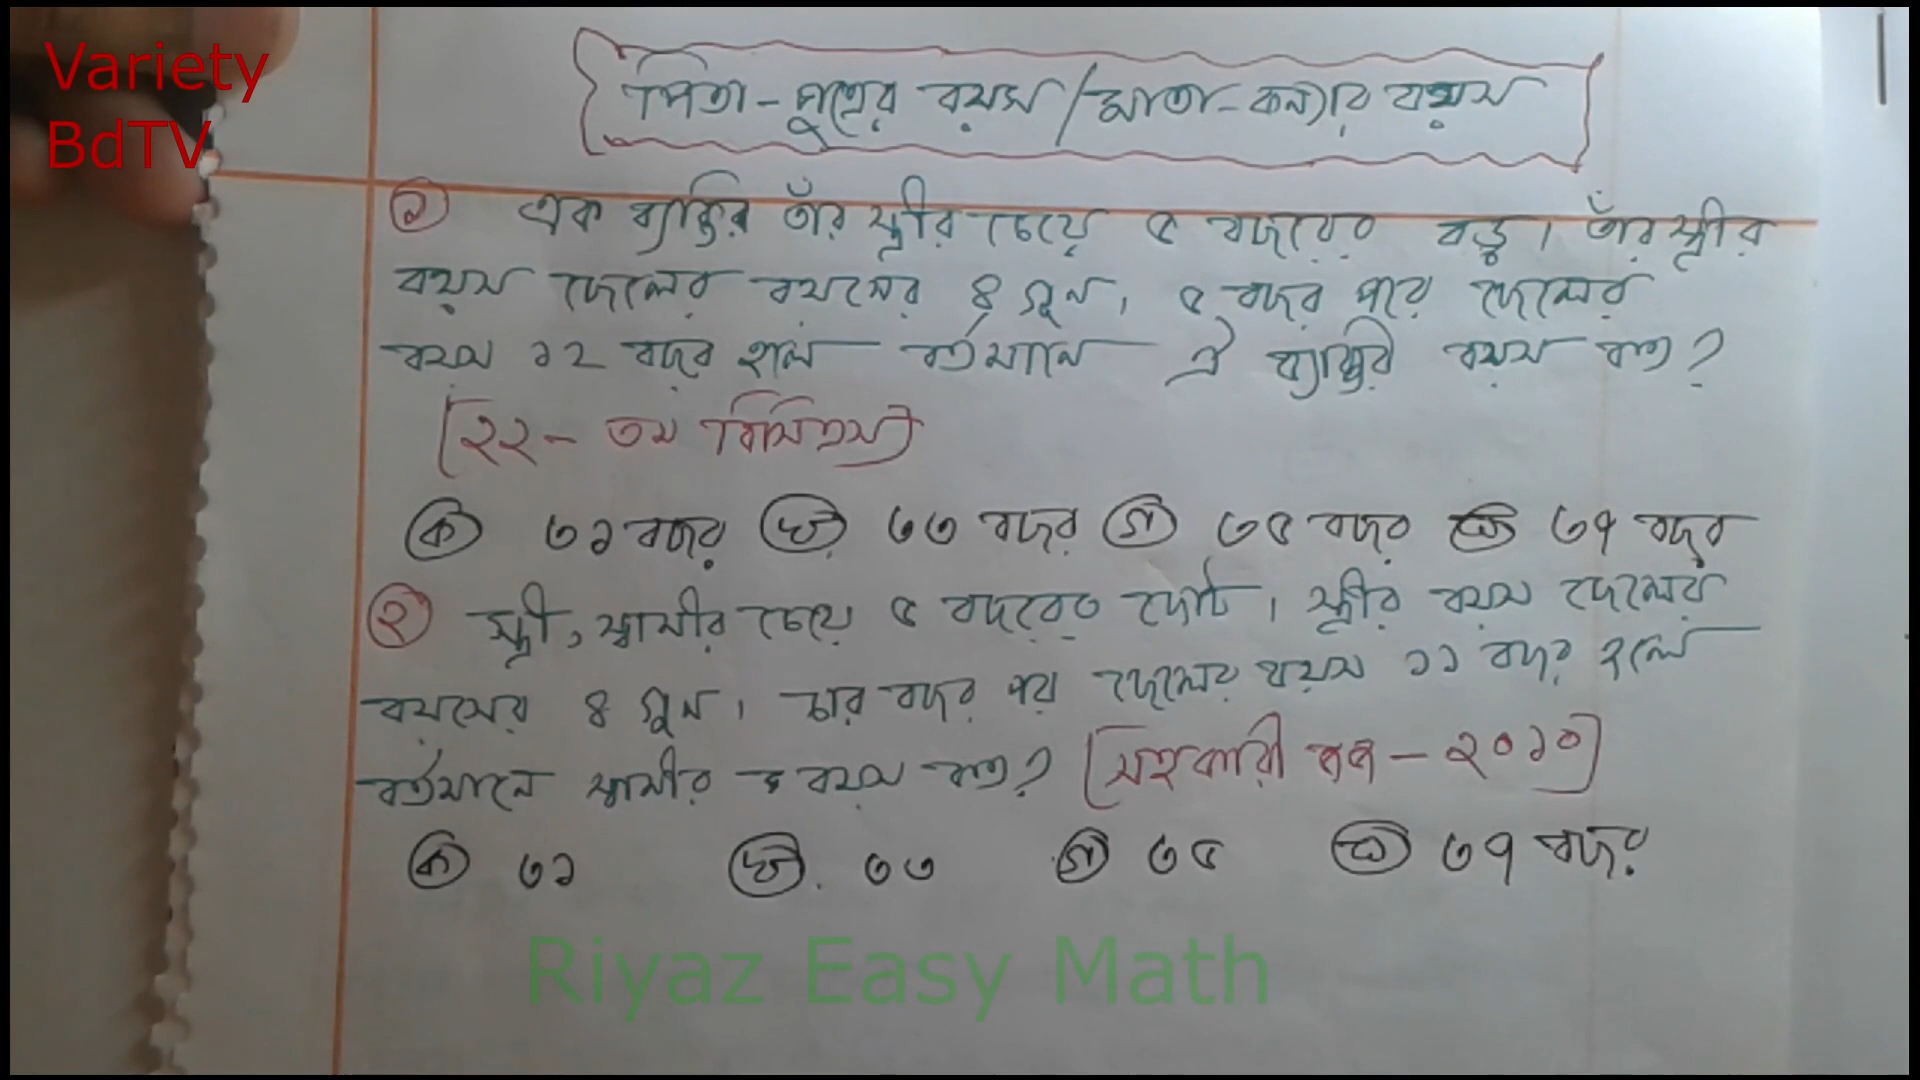 Variety
BdTV
পিতা-পুত্রের বয়স/মাতা-কন্যার বয়স
১ এক ব্যক্তির তাঁর স্ত্রীর চেয়ে ৫ বছরের বড়। তাঁর স্ত্রীর
বয়স ছেলের বয়সের ৪ গুন। ৫ বছর পরে ছেলের
বয়স ১২ বছর হলে বর্তমানে ঐ ব্যক্তির বয়স কত?
[২২-তম বিসিএস]
ক ৩১ বছর খ ৩৩ বছর গ ৩৫ বছর ঘ ৩৭ বছর
২ স্ত্রী, স্বামীর চেয়ে ৫ বছরের ছোট। স্ত্রীর বয়স ছেলের
বয়সের ৪ গুন। চার বছর পর ছেলের বয়স ১১ বছর হলে
বর্তমানে স্বামীর বয়স কত? [সহকারী জজ-২০১০]
ক ৩১ খ ৩৩ গ ৩৫ ঘ ৩৭ বছর
Riyaz Easy Math